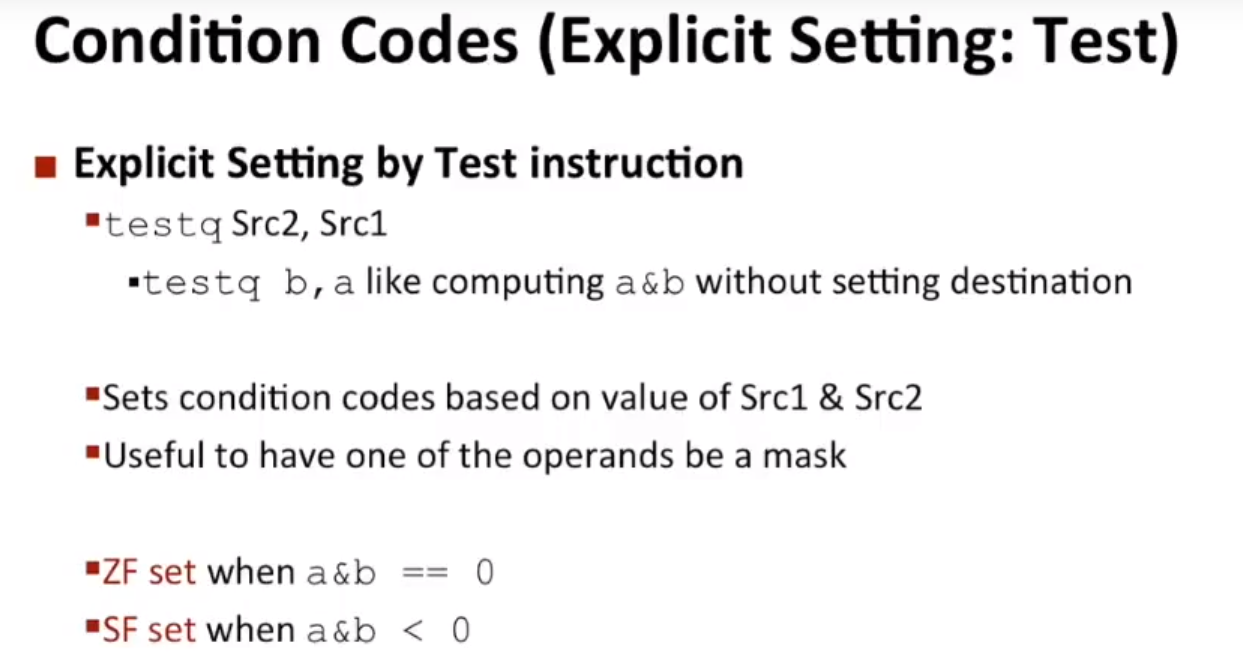 Condition Codes (Explicit Setting: Test)
Explicit Setting by Test instruction
testq Src2, Src1
testq b,a like computing a&b without setting destination
Sets condition codes based on value of Src1 & Src2
Useful to have one of the operands be a mask
ZF set when a&b == 0
SF set when a&b < 0